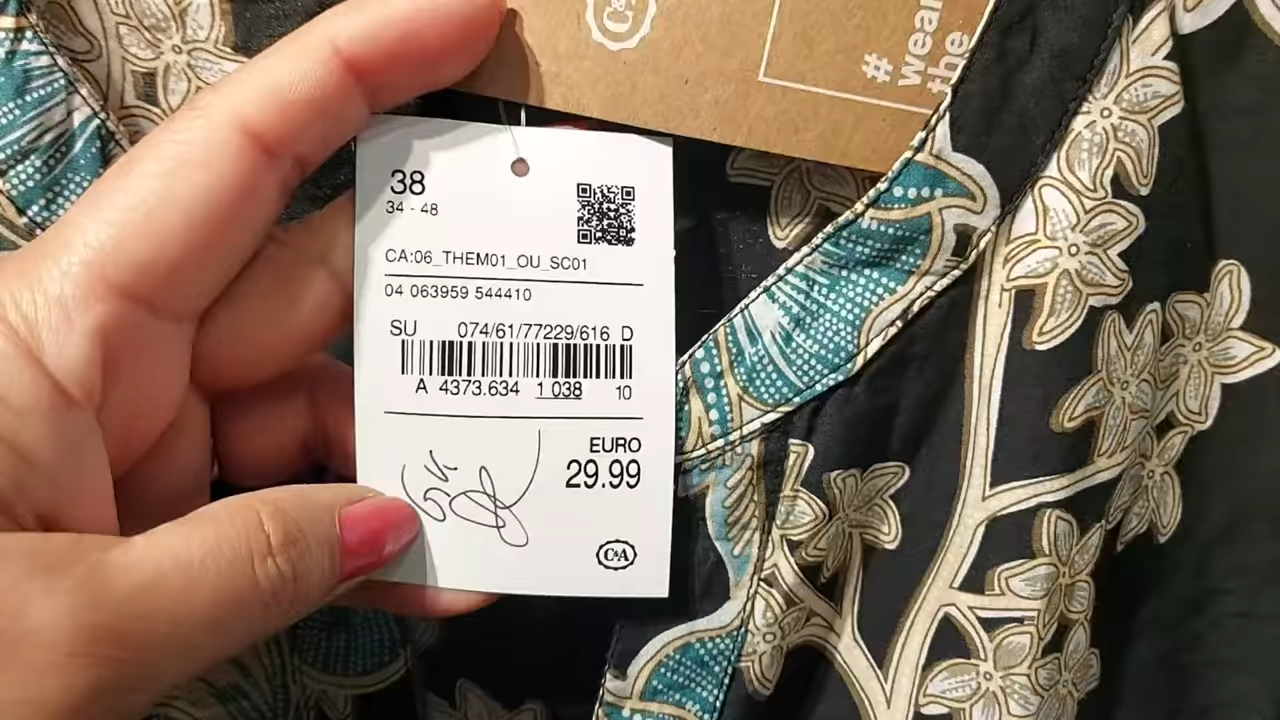 C&A
#
wear
the
38
34 - 48
CA:06_THEM01_OU_SC01
04 063959 544410
SU 074/61/77229/616 D
A 4373.634 1 038 10
EURO
29.99
C&A